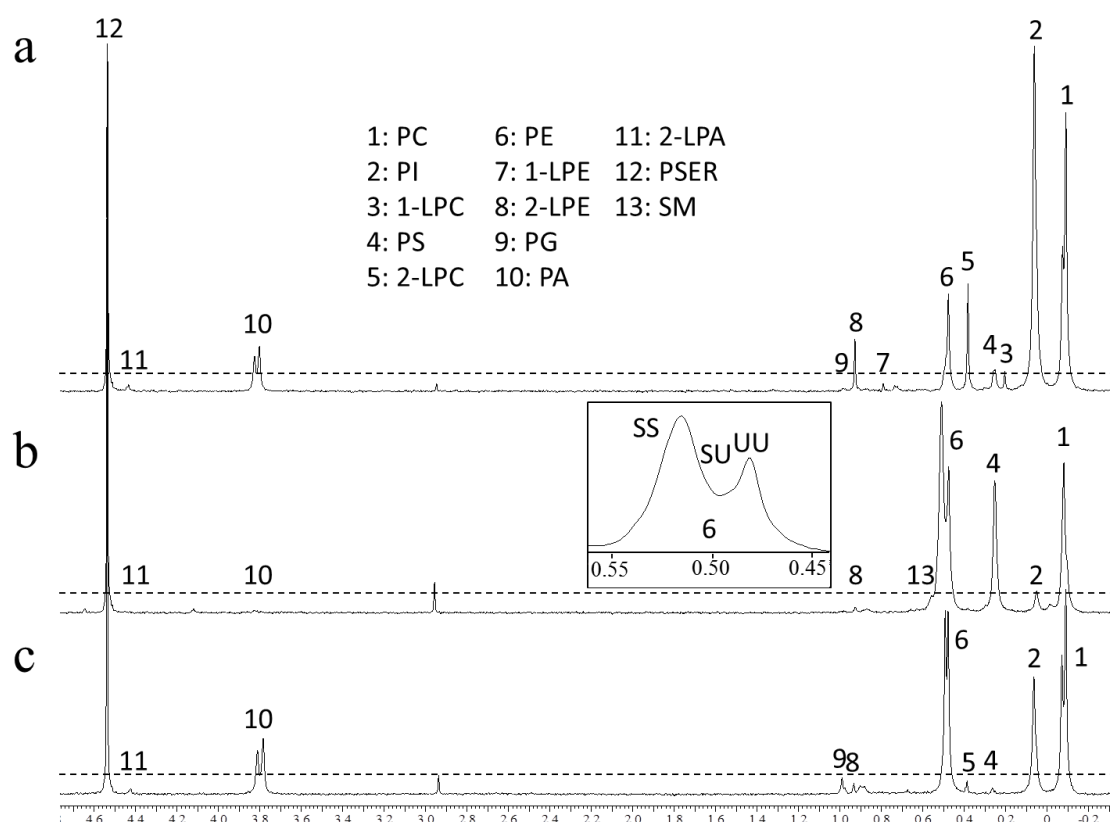 a
12
2
1
1: PC 6: PE 11: 2-LPA
2: PI 7: 1-LPE 12: PSER
3: 1-LPC 8: 2-LPE 13: SM
4: PS 9: PG
5: 2-LPC 10: PA
11 10 9 8 7 6 5 4 3
b
SS SU UU
6
0.55 0.50 0.45
11 10 8 13 6 4 2 1
c
11 10 9 8 6 5 4 2 1
4.6 4.4 4.2 4.0 3.8 3.6 3.4 3.2 3.0 2.8 2.6 2.4 2.2 2.0 1.8 1.6 1.4 1.2 1.0 0.8 0.6 0.4 0.2 0 -0.2